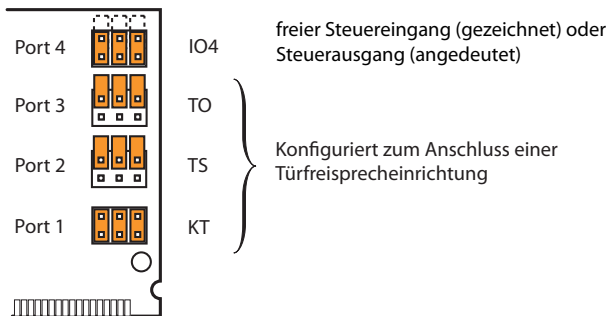 Port 4 IO4 freier Steuereingang (gezeichnet) oder
Steuerausgang (angedeutet)
Port 3 TO
Konfiguriert zum Anschluss einer
Port 2 TS Türfreisprecheinrichtung
Port 1 KT